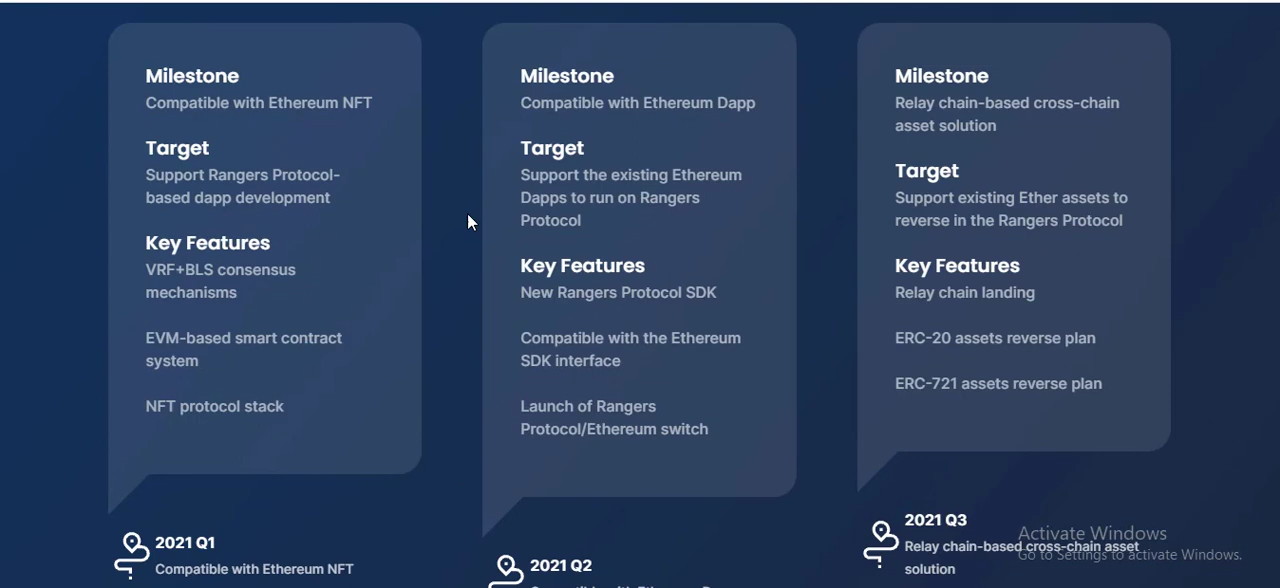 Milestone
Compatible with Ethereum NFT
Target
Support Rangers Protocol-
based dapp development
Key Features
VRF+BLS consensus
mechanisms
EVM-based smart contract
system
NFT protocol stack
2021 Q1
Compatible with Ethereum NFT
Milestone
Compatible with Ethereum Dapp
Target
Support the existing Ethereum
Dapps to run on Rangers
Protocol
Key Features
New Rangers Protocol SDK
Compatible with the Ethereum
SDK interface
Launch of Rangers
Protocol/Ethereum switch
2021 Q2
Milestone
Relay chain-based cross-chain
asset solution
Target
Support existing Ether assets to
reverse in the Rangers Protocol
Key Features
Relay chain landing
ERC-20 assets reverse plan
ERC-721 assets reverse plan
2021 Q3
Relay chain-based cross-chain asset
solution
Activate Windows
Go to Settings to activate Windows.